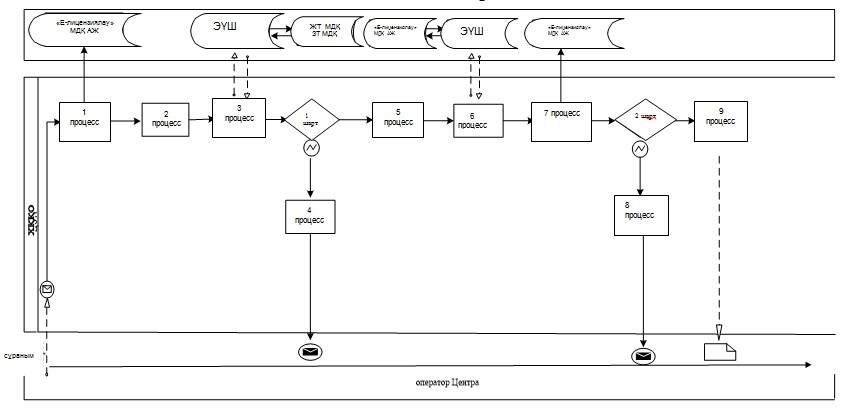 «Е-лицензиялау»
МДҚ АЖ
ЭҮШ
ЖТ МДҚ
ЗТ МДҚ
«Е-лицензиялау»
МДҚ АЖ
ЭҮШ
«Е-лицензиялау»
МДҚ АЖ
1
процесс
2
процесс
3
процесс
1
шарт
5
процесс
6
процесс
7 процесс
2 шарт
9
процесс
4
процесс
8
процесс
ХҚКО
сұраным
оператор Центра